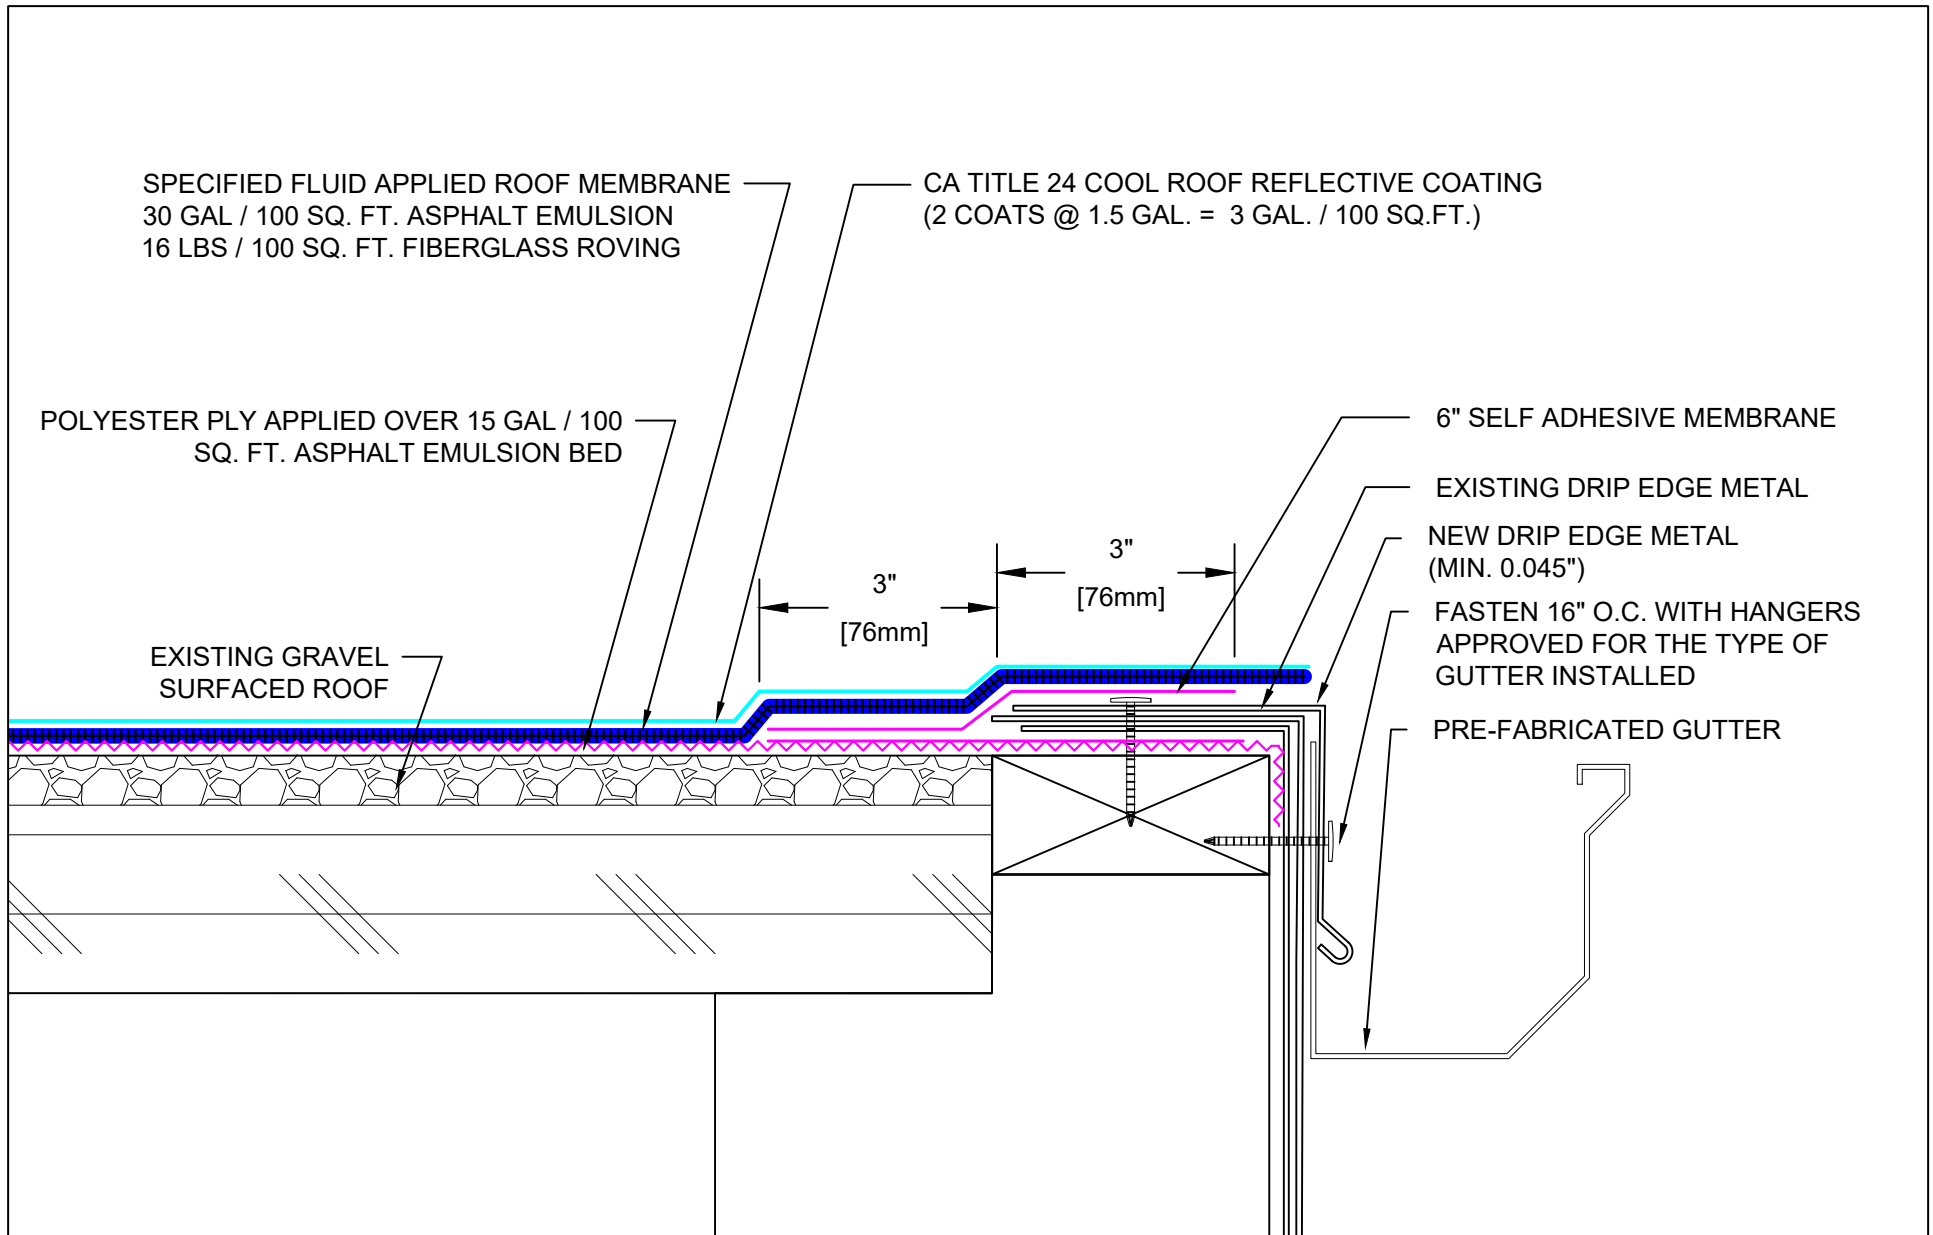 SPECIFIED FLUID APPLIED ROOF MEMBRANE
30 GAL / 100 SQ. FT. ASPHALT EMULSION
16 LBS / 100 SQ. FT. FIBERGLASS ROVING
CA TITLE 24 COOL ROOF REFLECTIVE COATING
(2 COATS @ 1.5 GAL. =  3 GAL. / 100 SQ.FT.)
POLYESTER PLY APPLIED OVER 15 GAL / 100
SQ. FT. ASPHALT EMULSION BED
6" SELF ADHESIVE MEMBRANE
EXISTING DRIP EDGE METAL
NEW DRIP EDGE METAL
(MIN. 0.045")
3"
[76mm]
3"
[76mm]
FASTEN 16" O.C. WITH HANGERS
APPROVED FOR THE TYPE OF
GUTTER INSTALLED
EXISTING GRAVEL
SURFACED ROOF
PRE-FABRICATED GUTTER